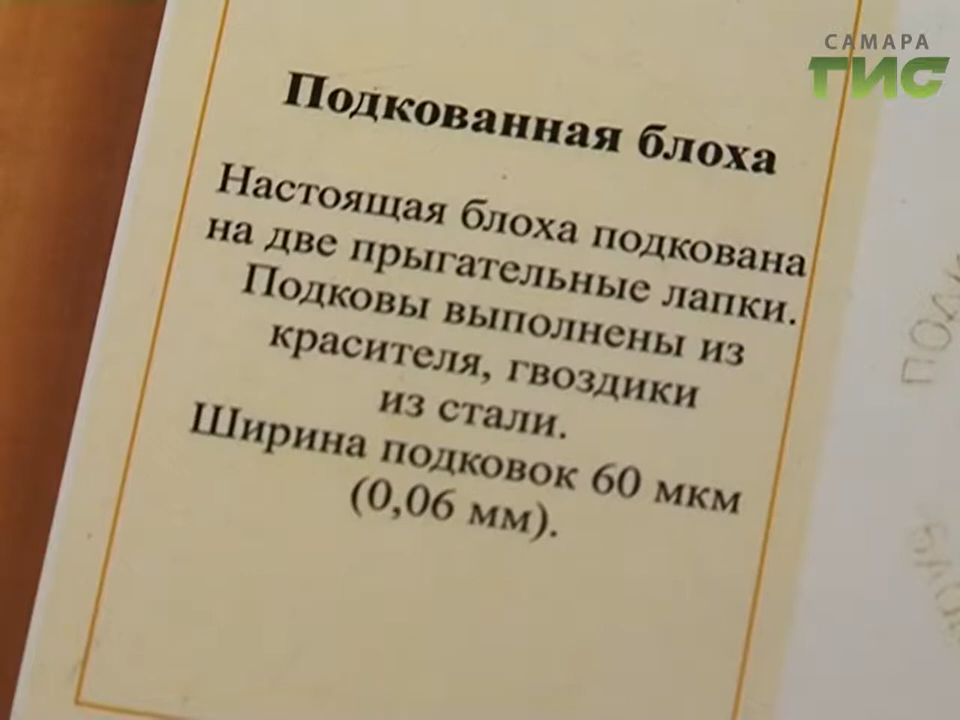 САМАРА
ГИС
Подкованная блоха
Настоящая блоха подкована
на две прыгательные лапки.
Подковы выполнены из
красителя, гвоздики
из стали.
Ширина подковок 60 мкм
(0,06 мм).